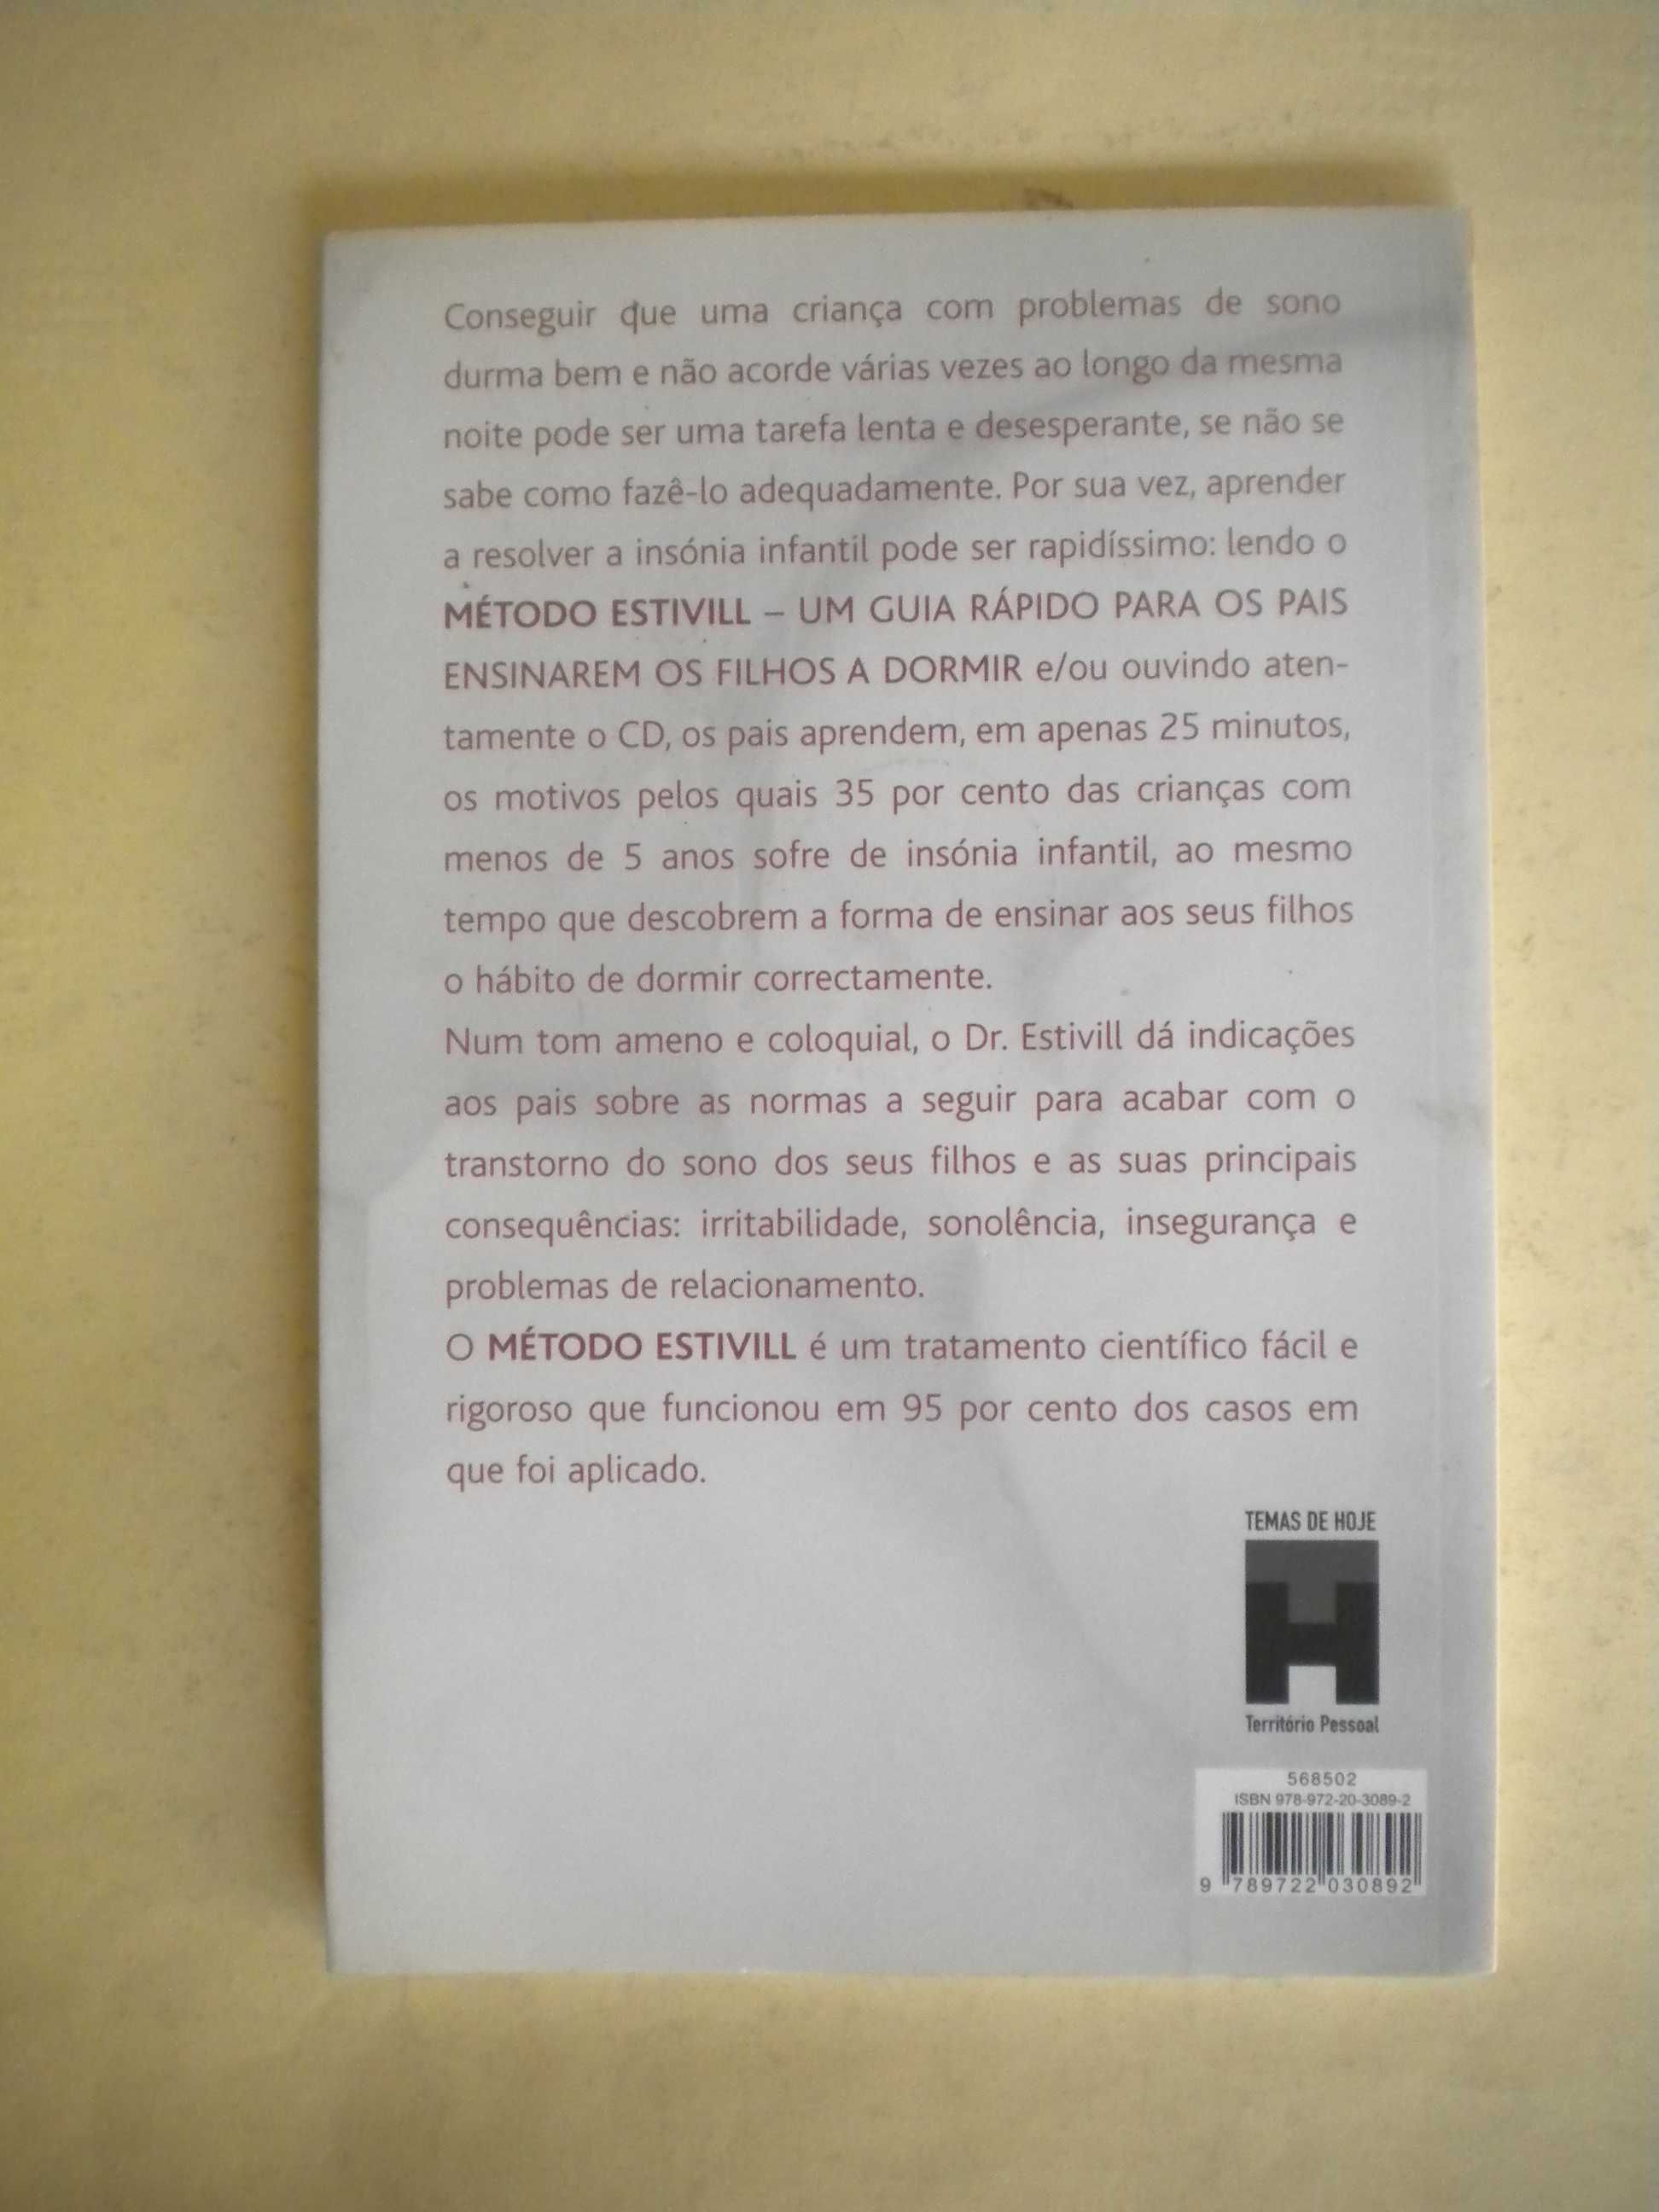 Conseguir que uma criança com problemas de sono
durma bem e não acorde várias vezes ao longo da mesma
noite pode ser uma tarefa lenta e desesperante, se não se
sabe como fazê-lo adequadamente. Por sua vez, aprender
a resolver a insónia infantil pode ser rapidíssimo: lendo o
MÉTODO ESTIVILL – UM GUIA RÁPIDO PARA OS PAIS
ENSINAREM OS FILHOS A DORMIR e/ou ouvindo aten-
tamente o CD, os pais aprendem, em apenas 25 minutos,
os motivos pelos quais 35 por cento das crianças com
menos de 5 anos sofre de insónia infantil, ao mesmo
tempo que descobrem a forma de ensinar aos seus filhos
o hábito de dormir correctamente.
Num tom ameno e coloquial, o Dr. Estivill dá indicações
aos pais sobre as normas a seguir para acabar com o
transtorno do sono dos seus filhos e as suas principais
consequências: irritabilidade, sonolência, insegurança e
problemas de relacionamento.
O MÉTODO ESTIVILL é um tratamento científico fácil e
rigoroso que funcionou em 95 por cento dos casos em
que foi aplicado.
TEMAS DE HOJE
H
Território Pessoal
568502
ISBN 978-972-20-3089-2
9 789722 030892